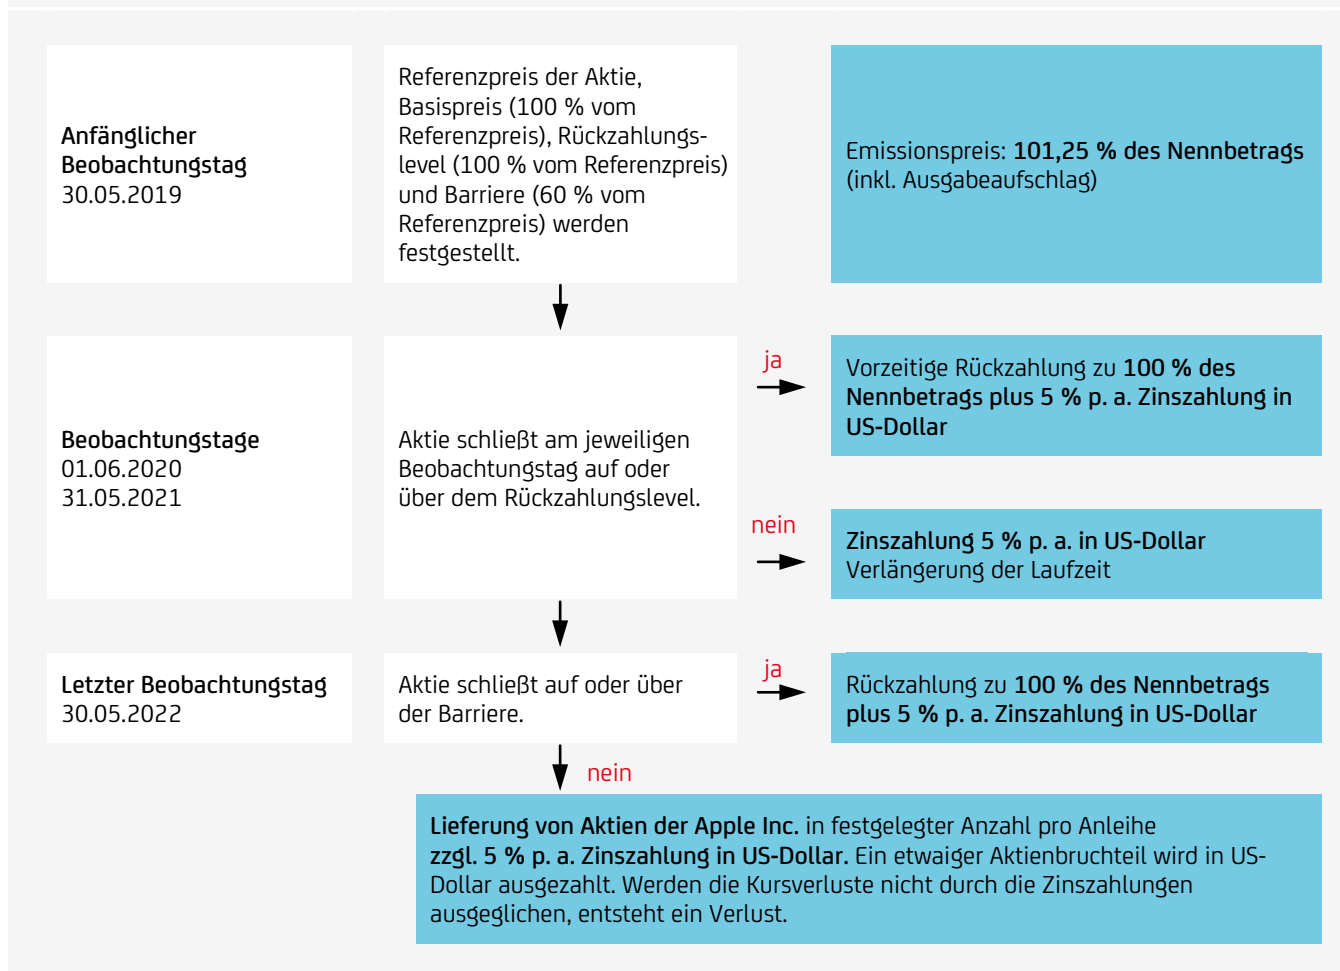 Anfänglicher
Beobachtungstag
30.05.2019
Referenzpreis der Aktie,
Basispreis (100 % vom
Referenzpreis), Rückzahlungs-
level (100 % vom Referenzpreis)
und Barriere (60 % vom
Referenzpreis) werden
festgestellt.
Emissionspreis: 101,25 % des Nennbetrags
(inkl. Ausgabeaufschlag)
Beobachtungstage
01.06.2020
31.05.2021
Aktie schließt am jeweiligen
Beobachtungstag auf oder
über dem Rückzahlungslevel.
ja
Vorzeitige Rückzahlung zu 100 % des
Nennbetrags plus 5 % p. a. Zinszahlung in
US-Dollar
nein
Zinszahlung 5 % p. a. in US-Dollar
Verlängerung der Laufzeit
Letzter Beobachtungstag
30.05.2022
Aktie schließt auf oder über
der Barriere.
ja
Rückzahlung zu 100 % des Nennbetrags
plus 5 % p. a. Zinszahlung in US-Dollar
nein
Lieferung von Aktien der Apple Inc. in festgelegter Anzahl pro Anleihe
zzgl. 5 % p. a. Zinszahlung in US-Dollar. Ein etwaiger Aktienbruchteil wird in US-
Dollar ausgezahlt. Werden die Kursverluste nicht durch die Zinszahlungen
ausgeglichen, entsteht ein Verlust.